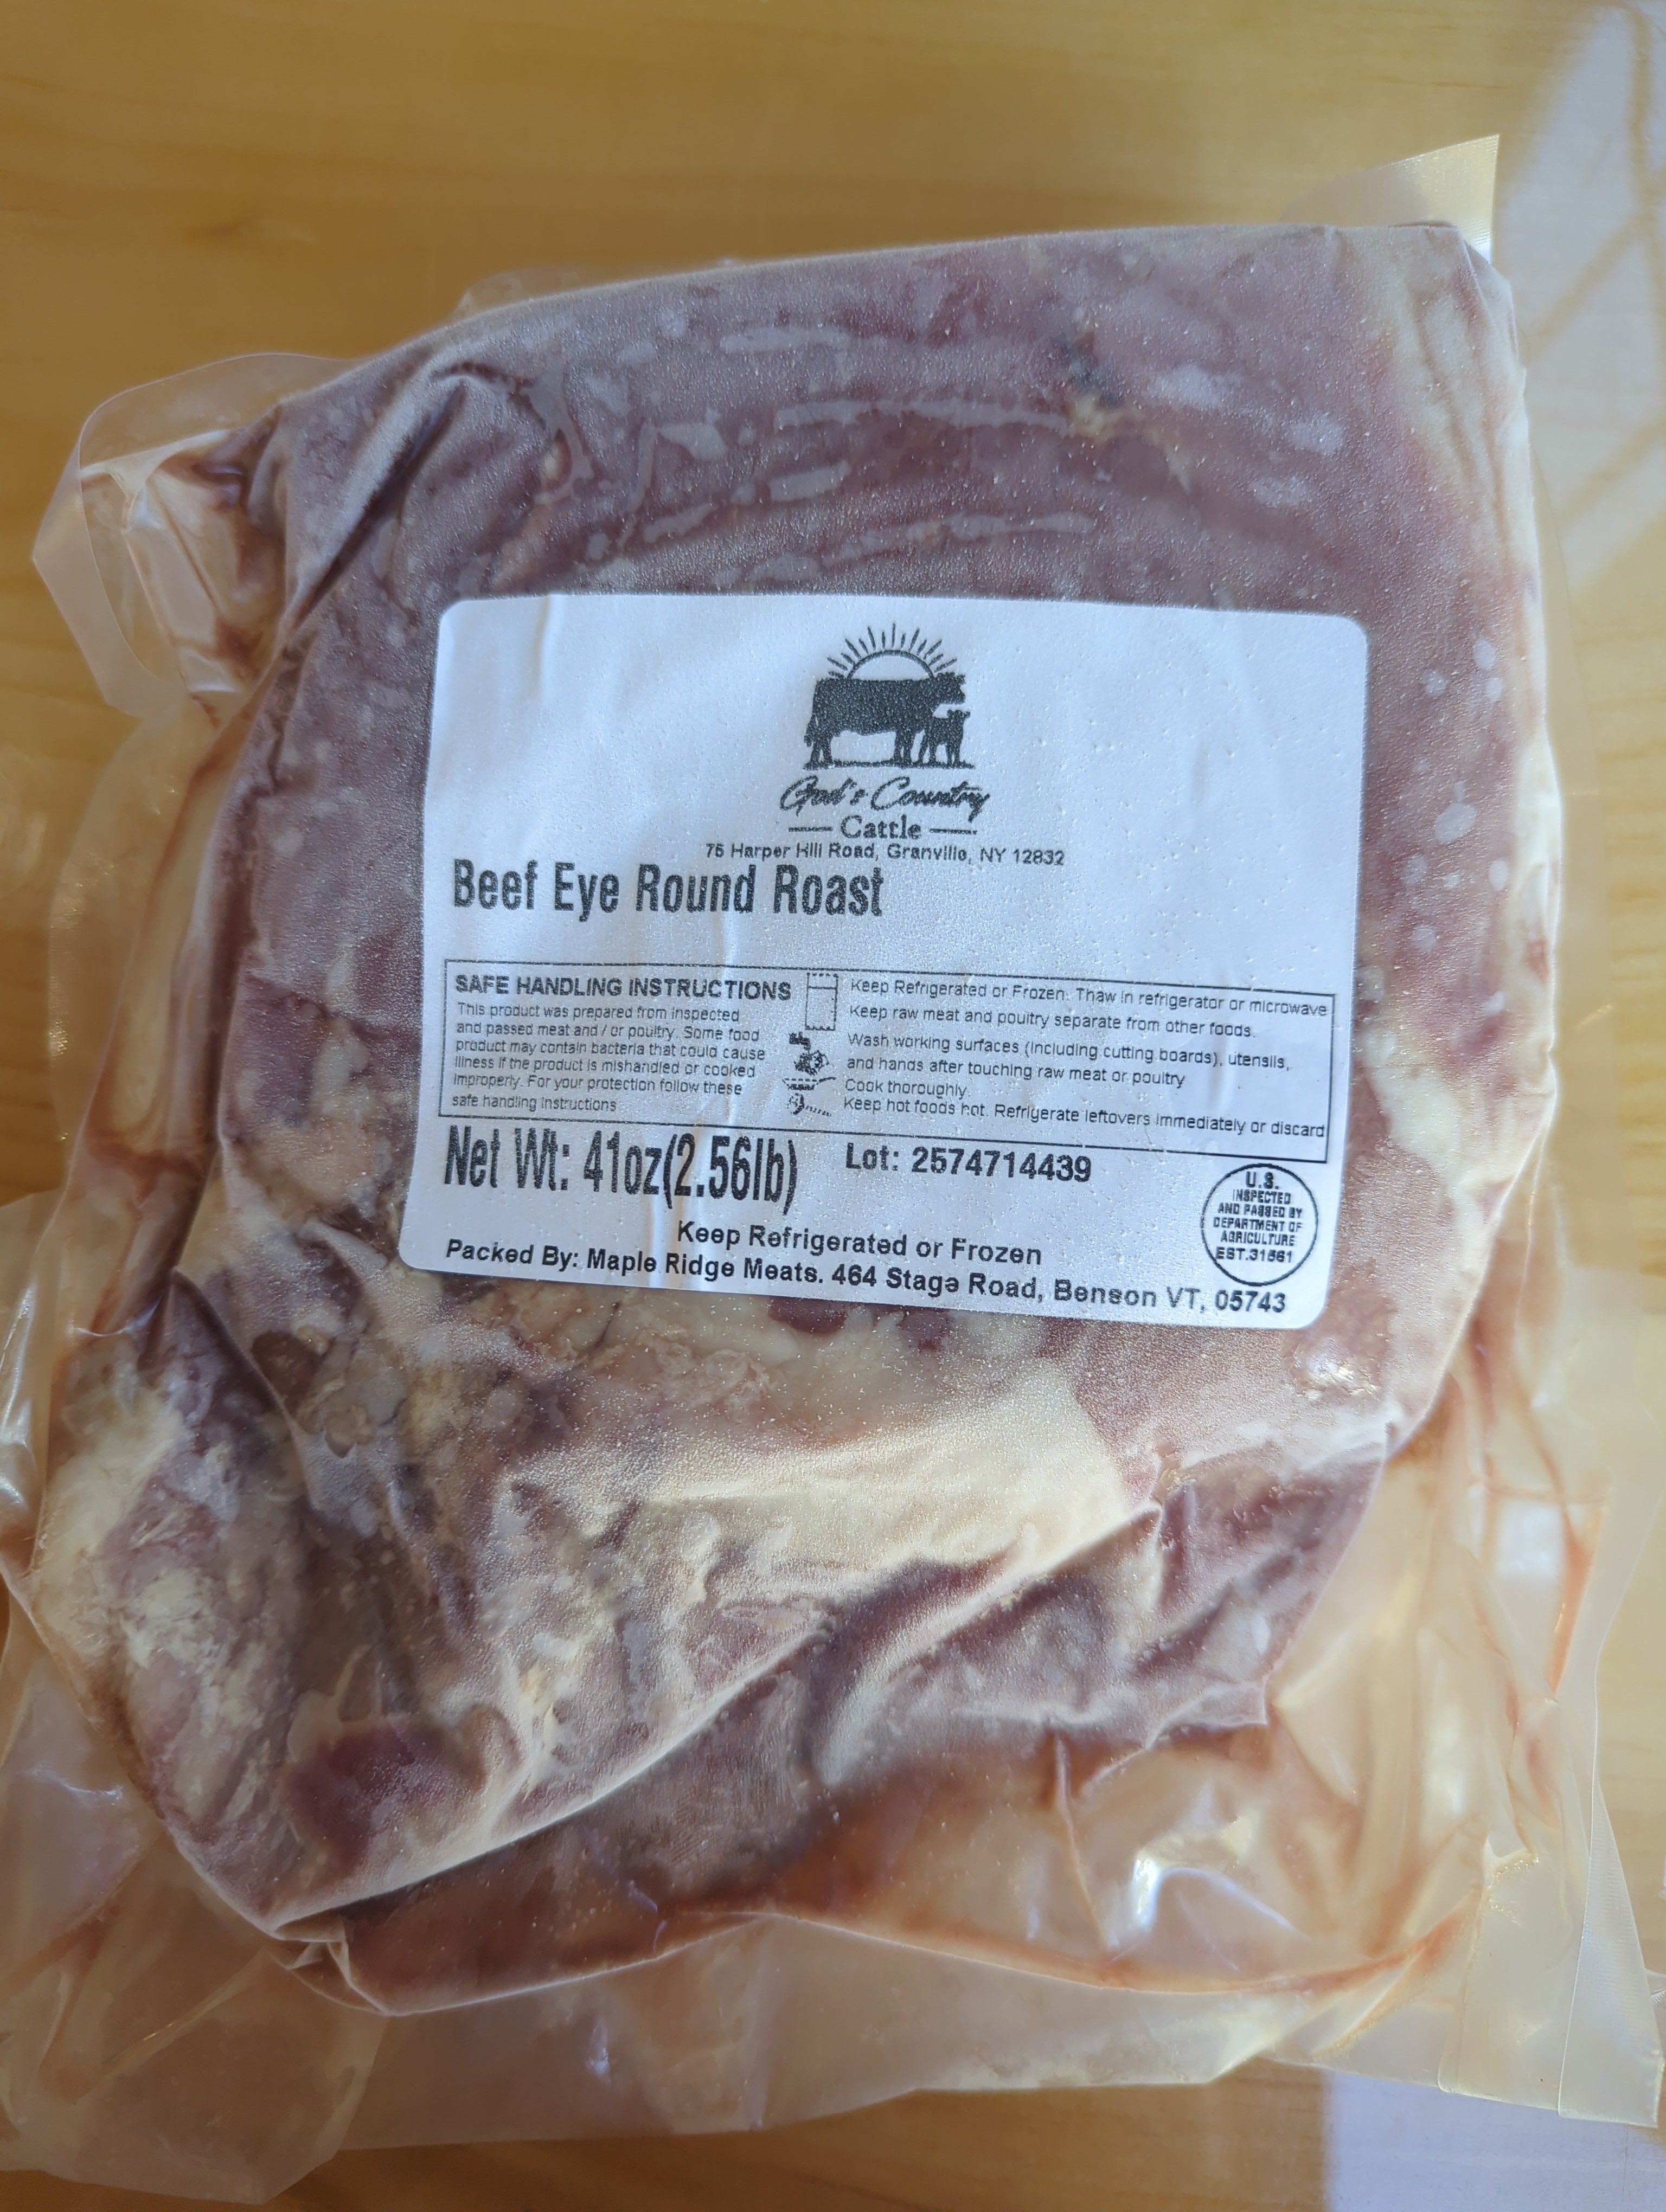 God's Country
Cattle
75 Harper Hill Road, Granville, NY 12832
Beef Eye Round Roast
SAFE HANDLING INSTRUCTIONS
This product was prepared from inspected
and passed meat and / or poultry. Some food
product may contain bacteria that could cause
illness if the product is mishandled or cooked
improperly. For your protection follow these
safe handling instructions
Keep Refrigerated or Frozen. Thaw in refrigerator or microwave
Keep raw meat and poultry separate from other foods.
Wash working surfaces (including cutting boards), utensils,
and hands after touching raw meat or poultry
Cook thoroughly.
Keep hot foods hot. Refrigerate leftovers immediately or discard
Net Wt: 41oz(2.56lb)
Lot: 2574714439
U.S.
INSPECTED
AND PASSED BY
DEPARTMENT OF
AGRICULTURE
EST.31561
Keep Refrigerated or Frozen
Packed By: Maple Ridge Meats. 464 Stage Road, Benson VT, 05743